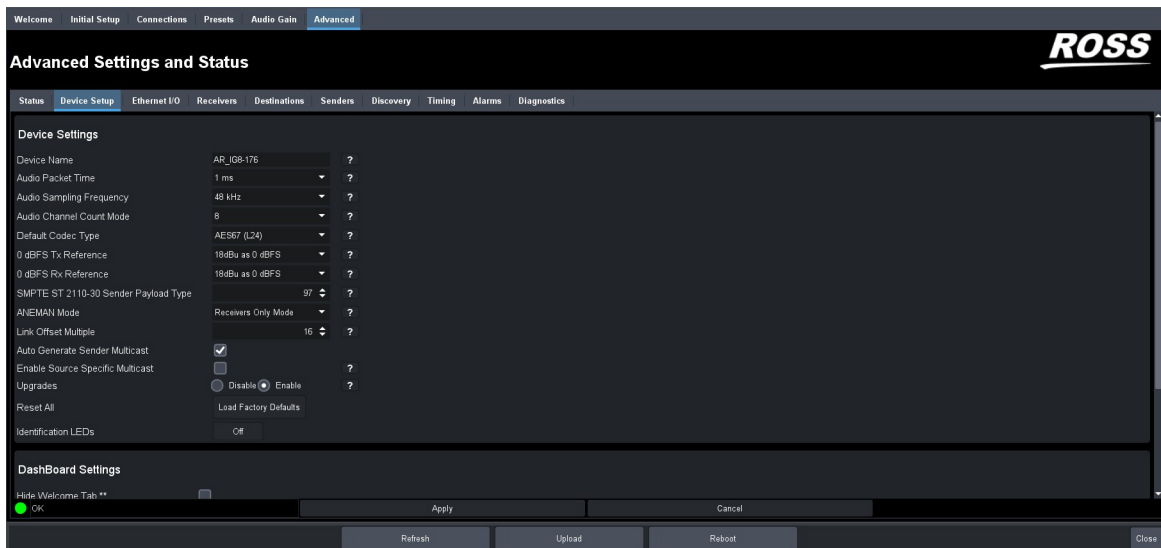 Welcome Initial Setup Connections Presets Audio Gain Advanced
ROSS
Advanced Settings and Status
Status Device Setup Ethernet I/O Receivers Destinations Senders Discovery Timing Alarms Diagnostics
Device Settings
Device Name AR_IG8-176 ?
Audio Packet Time 1 ms ?
Audio Sampling Frequency 48 kHz ?
Audio Channel Count Mode 8 ?
Default Codec Type AES67 (L24) ?
0 dBFS Tx Reference 18dBu as 0 dBFS ?
0 dBFS Rx Reference 18dBu as 0 dBFS ?
SMPTE ST 2110-30 Sender Payload Type 97 ?
ANEMAN Mode Receivers Only Mode ?
Link Offset Multiple 16 ?
Auto Generate Sender Multicast
Enable Source Specific Multicast ?
Upgrades Disable Enable ?
Reset All Load Factory Defaults
Identification LEDs Off
DashBoard Settings
Hide Welcome Tab **
OK Apply Cancel
Refresh Upload Reboot Close